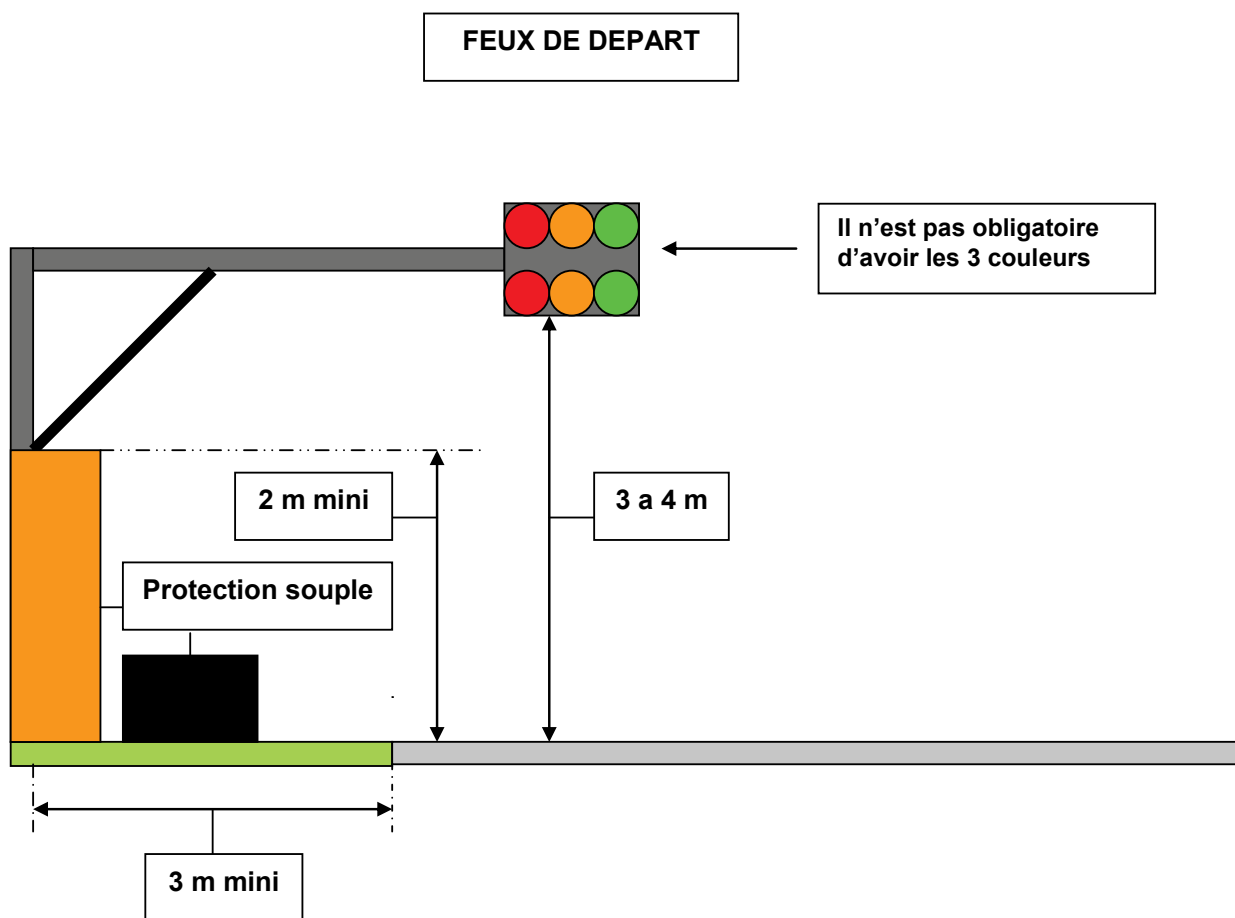 FEUX DE DEPART
Il n’est pas obligatoire
d’avoir les 3 couleurs
2 m mini
3 a 4 m
Protection souple
3 m mini